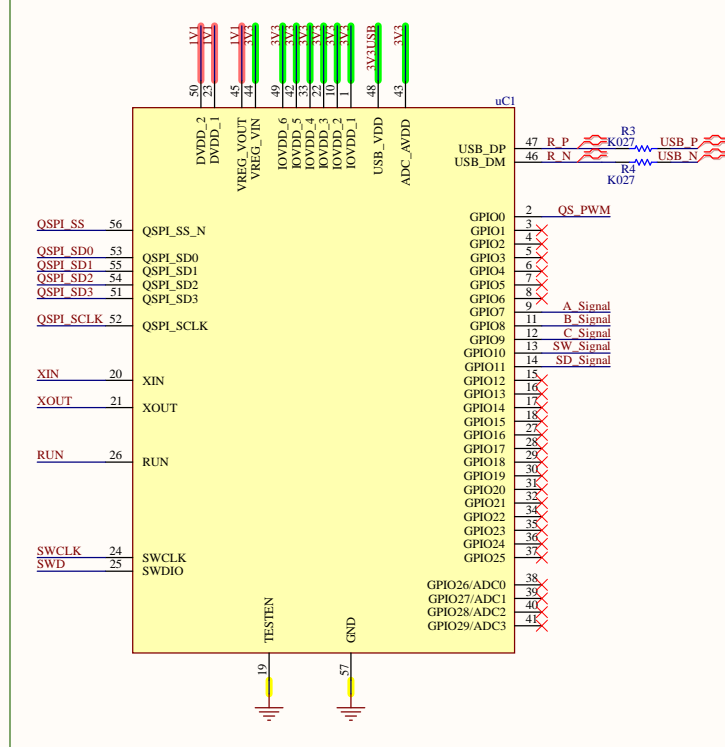 1V1 1V1 1V1 3V3 3V3 3V3 3V3 3V3 3V3 3V3 3V3USB 3V3
50 23 45 44 49 42 33 22 10 1 48 43
uC1
DVDD_2 DVDD_1 VREG_VOUT VREG_VIN IOVDD_6 IOVDD_5 IOVDD_4 IOVDD_3 IOVDD_2 IOVDD_1 USB_VDD ADC_AVDD
R3
USB_DP 47 R_P K027 USB_P
USB_DM 46 R_N USB_N
R4
K027
GPIO0 2 QS_PWM
QSPI_SS 56 QSPI_SS_N GPIO1 3
GPIO2 4
QSPI_SD0 53 QSPI_SD0 GPIO3 5
QSPI_SD1 55 QSPI_SD1 GPIO4 6
QSPI_SD2 54 QSPI_SD2 GPIO5 7
QSPI_SD3 51 QSPI_SD3 GPIO6 8
GPIO7 9 A_Signal
QSPI_SCLK 52 QSPI_SCLK GPIO8 11 B_Signal
GPIO9 12 C_Signal
GPIO10 13 SW_Signal
GPIO11 14 SD_Signal
XIN 20 XIN GPIO12 15
GPIO13 16
XOUT 21 XOUT GPIO14 17
GPIO15 18
GPIO16 27
GPIO17 28
RUN 26 RUN GPIO18 29
GPIO19 30
GPIO20 31
GPIO21 32
GPIO22 34
GPIO23 35
GPIO24 36
SWCLK 24 SWCLK GPIO25 37
SWD 25 SWDIO
GPIO26/ADC0 38
GPIO27/ADC1 39
GPIO28/ADC2 40
GPIO29/ADC3 41
TESTEN GND
19 57